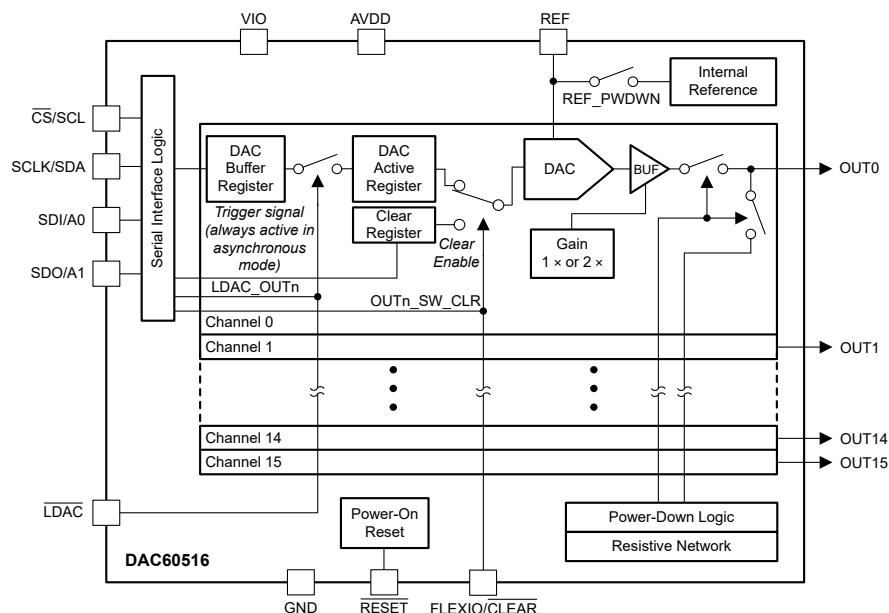 VIO
AVDD
REF
Internal
Reference
REF_PWDWN
CS/SCL
SCLK/SDA
SDI/A0
SDO/A1
Serial Interface Logic
DAC
Buffer
Register
DAC
Active
Register
DAC
BUF
OUT0
Trigger signal
(always active in
asynchronous
mode)
Clear
Register
Clear
Enable
Gain
1 × or 2 ×
LDAC_OUTn
OUTn_SW_CLR
Channel 0
Channel 1
OUT1
Channel 14
OUT14
Channel 15
OUT15
LDAC
Power-On
Reset
Power-Down Logic
Resistive Network
DAC60516
GND
RESET
FLEXIO/CLEAR